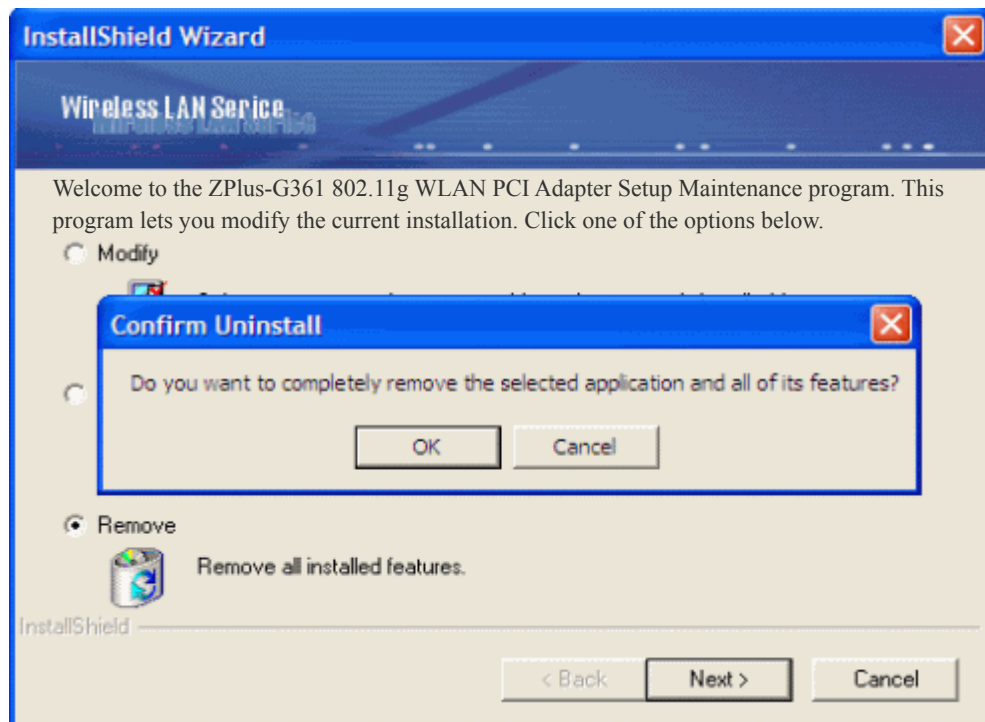 InstallShield Wizard
Wireless LAN Serice
Welcome to the ZPlus-G361 802.11g WLAN PCI Adapter Setup Maintenance program. This
program lets you modify the current installation. Click one of the options below.
Modify
Confirm Uninstall
Do you want to completely remove the selected application and all of its features?
OK
Cancel
Remove
Remove all installed features.
InstallShield
< Back
Next >
Cancel